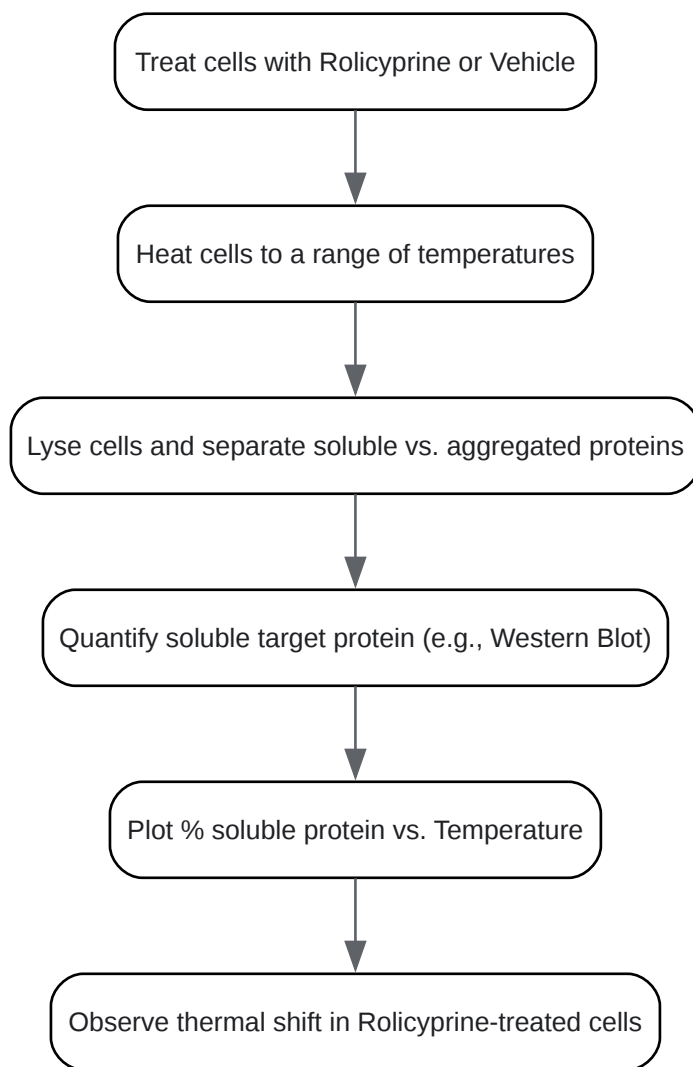 Treat cells with Rolicyprine or Vehicle
Heat cells to a range of temperatures
Lyse cells and separate soluble vs. aggregated proteins
Quantify soluble target protein (e.g., Western Blot)
Plot % soluble protein vs. Temperature
Observe thermal shift in Rolicyprine-treated cells